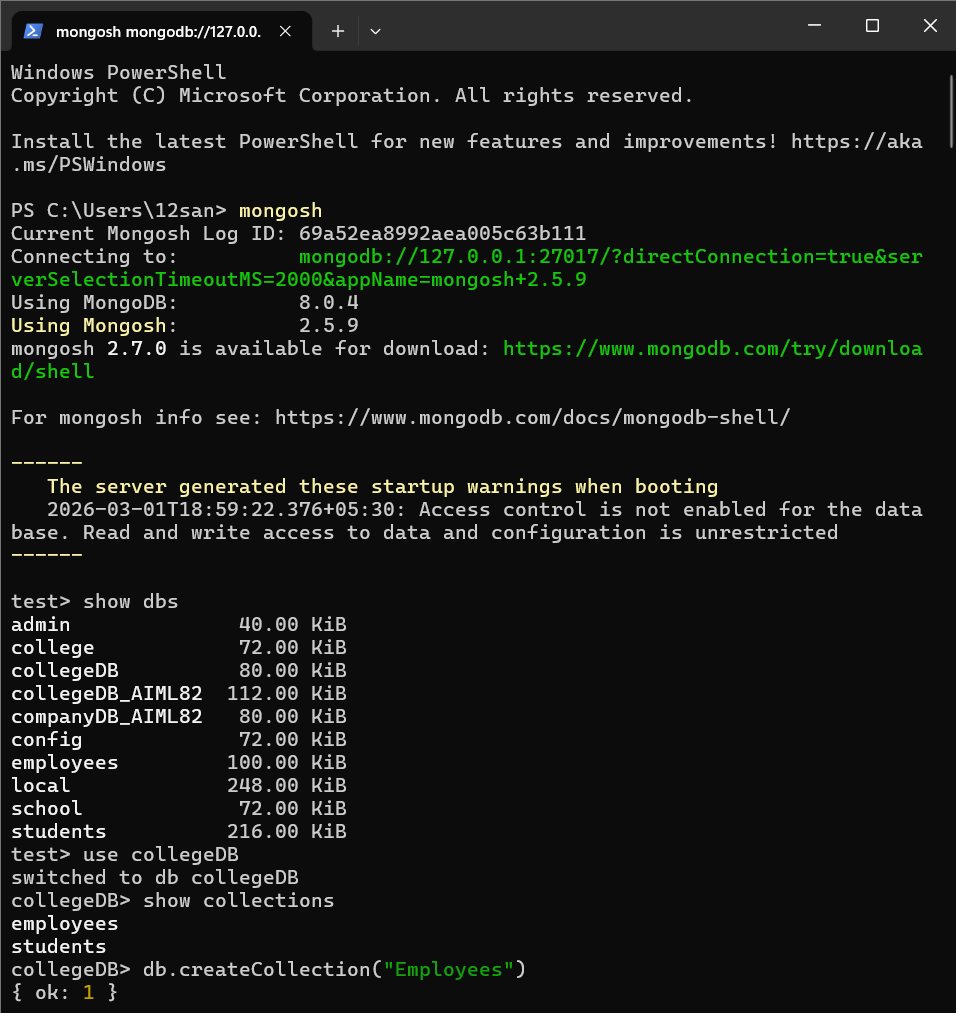 mongosh mongodb://127.0.0.
Windows PowerShell
Copyright (C) Microsoft Corporation. All rights reserved.
Install the latest PowerShell for new features and improvements! https://aka
.ms/PSWindows
PS C:\Users\12san> mongosh
Current Mongosh Log ID: 69a52ea8992aea005c63b111
Connecting to:          mongodb://127.0.0.1:27017/?directConnection=true&ser
verSelectionTimeoutMS=2000&appName=mongosh+2.5.9
Using MongoDB:          8.0.4
Using Mongosh:          2.5.9
mongosh 2.7.0 is available for download: https://www.mongodb.com/try/downloa
d/shell
For mongosh info see: https://www.mongodb.com/docs/mongodb-shell/
------
   The server generated these startup warnings when booting
   2026-03-01T18:59:22.376+05:30: Access control is not enabled for the data
base. Read and write access to data and configuration is unrestricted
------
test> show dbs
admin              40.00 KiB
college            72.00 KiB
collegeDB          80.00 KiB
collegeDB_AIML82  112.00 KiB
companyDB_AIML82   80.00 KiB
config             72.00 KiB
employees         100.00 KiB
local             248.00 KiB
school             72.00 KiB
students          216.00 KiB
test> use collegeDB
switched to db collegeDB
collegeDB> show collections
employees
students
collegeDB> db.createCollection("Employees")
{ ok: 1 }